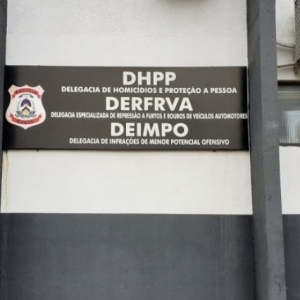 DHPP
DELEGACIA DE HOMICÍDIOS E PROTEÇÃO A PESSOA
DERFRVA
DELEGACIA ESPECIALIZADA DE REPRESSÃO A FURTOS E ROUBOS DE VEÍCULOS AUTOMOTORES
DEIMPO
DELEGACIA DE INFRAÇÕES DE MENOR POTENCIAL OFENSIVO